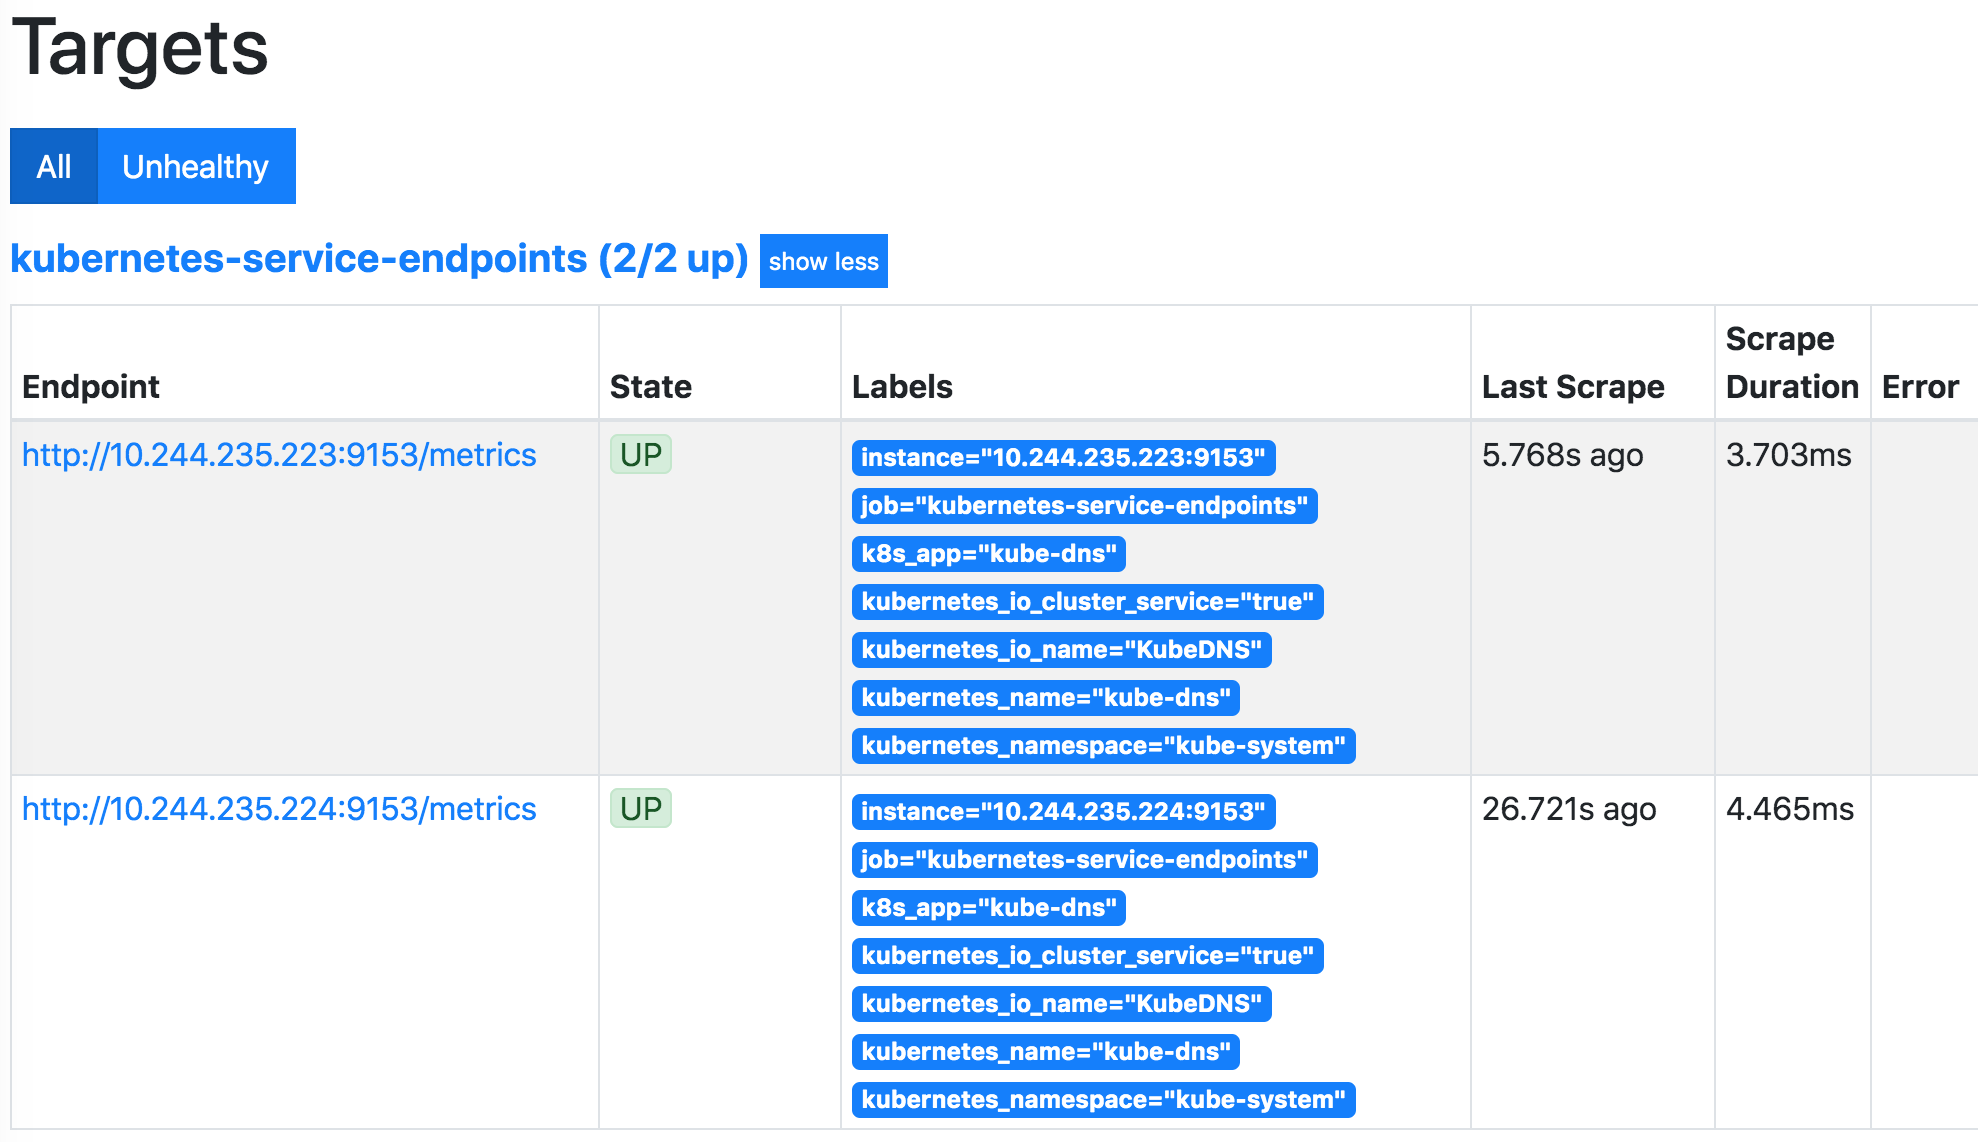 Targets
All Unhealthy
kubernetes-service-endpoints (2/2 up) show less
Endpoint State Labels Last Scrape Scrape Duration Error
http://10.244.235.223:9153/metrics UP instance="10.244.235.223:9153" 5.768s ago 3.703ms
job="kubernetes-service-endpoints"
k8s_app="kube-dns"
kubernetes_io_cluster_service="true"
kubernetes_io_name="KubeDNS"
kubernetes_name="kube-dns"
kubernetes_namespace="kube-system"
http://10.244.235.224:9153/metrics UP instance="10.244.235.224:9153" 26.721s ago 4.465ms
job="kubernetes-service-endpoints"
k8s_app="kube-dns"
kubernetes_io_cluster_service="true"
kubernetes_io_name="KubeDNS"
kubernetes_name="kube-dns"
kubernetes_namespace="kube-system"